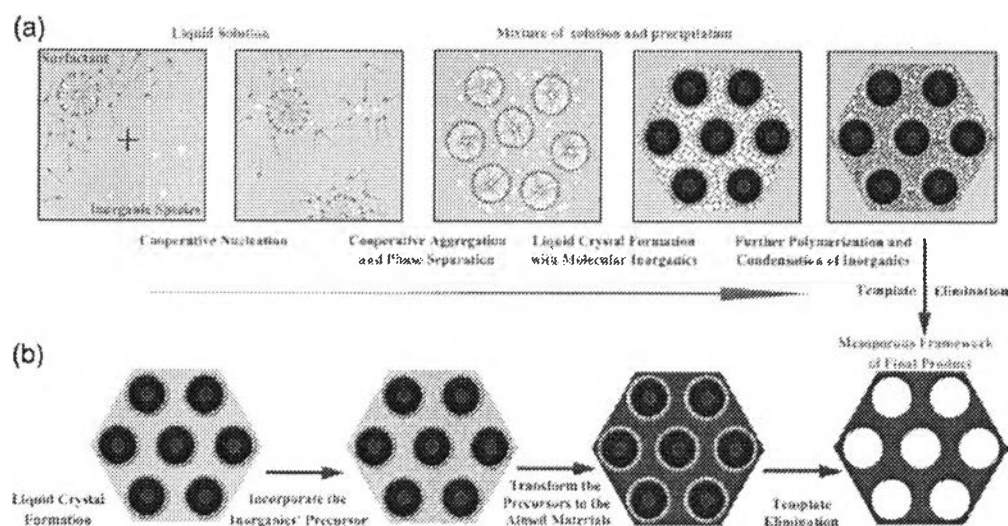 (a)
Liquid Solution
Mixture of solution and precipitation
Surfactant
Inorganic Species
Cooperative Nucleation
Cooperative Aggregation
and Phase Separation
Liquid Crystal Formation
with Molecular Inorganics
Further Polymerization and
Condensation of Inorganics
Template Elimination
(b)
Mesoporous Framework
of Final Product
Liquid Crystal
Formation
Incorporate the
Inorganics' Precursor
Transform the
Precursors to the
Aimed Materials
Template
Elimination